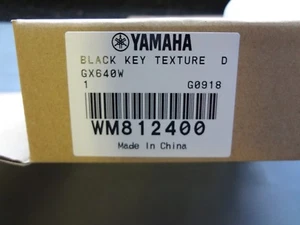 YAMAHA
BLACK KEY TEXTURE D
GX640W
1 G0918
WM812400
Made In China